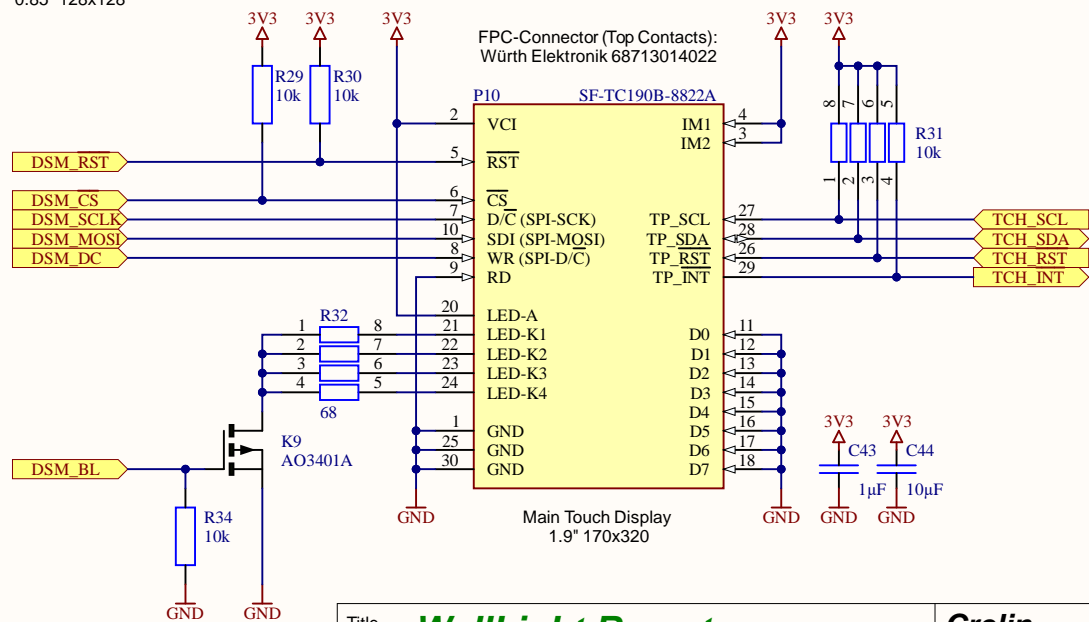 0.85" 128x128
3V3 3V3 3V3 3V3 3V3
FPC-Connector (Top Contacts):
Würth Elektronik 68713014022
R29
10k
R30
10k
P10 SF-TC190B-8822A
2 VCI IM1 4
IM2 3
8 7 6 5
R31
10k
1 2 3 4
DSM_RST 5 RST
DSM_CS 6 CS
DSM_SCLK 7 D/C (SPI-SCK) TP_SCL 27 TCH_SCL
DSM_MOSI 10 SDI (SPI-MOSI) TP_SDA 28 TCH_SDA
DSM_DC 8 WR (SPI-D/C) TP_RST 26 TCH_RST
9 RD TP_INT 29 TCH_INT
20 LED-A
R32
1 8 21 LED-K1 D0 11
2 7 22 LED-K2 D1 12
3 6 23 LED-K3 D2 13
4 5 24 LED-K4 D3 14
68
D4 15
1 GND D5 16
25 GND D6 17
30 GND D7 18
K9
AO3401A
DSM_BL
R34
10k
3V3 3V3
C43 C44
1µF 10µF
GND GND GND GND
Main Touch Display
1.9" 170x320
GND GND
Title